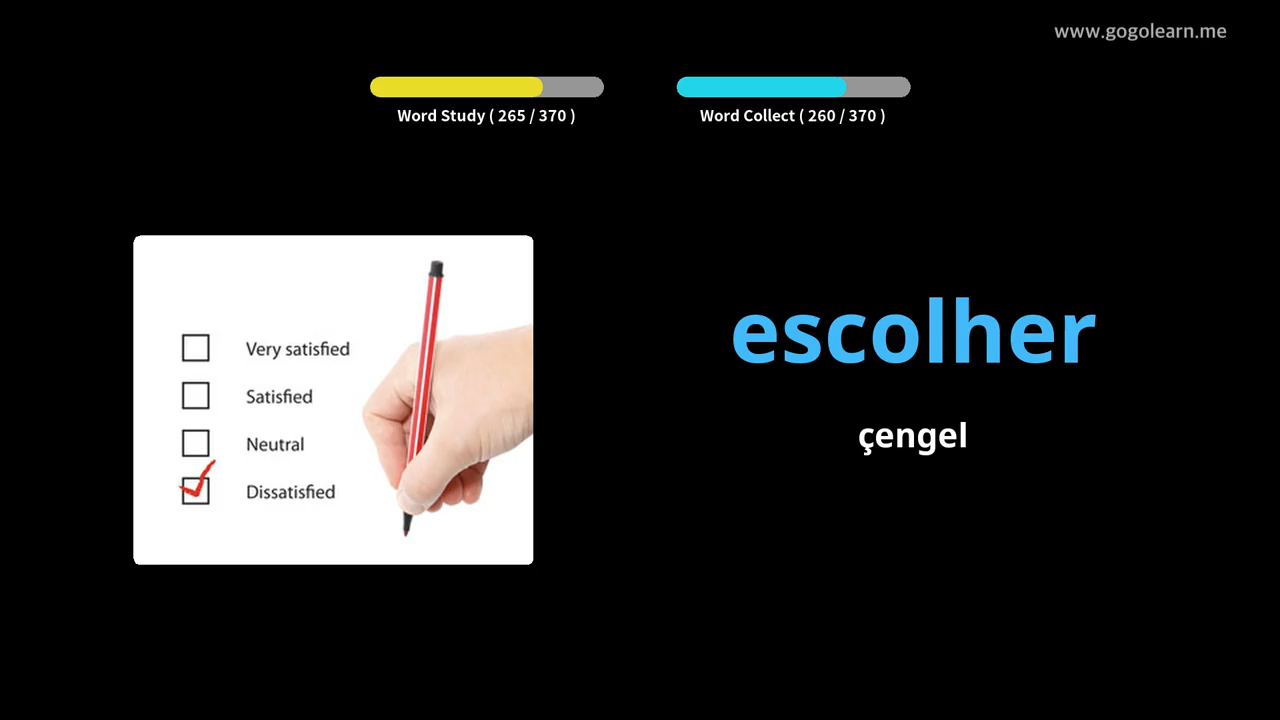 www.gogolearn.me
Word Study ( 265 / 370 )
Word Collect ( 260 / 370 )
Very satisfied
Satisfied
Neutral
Dissatisfied
escolher
çengel